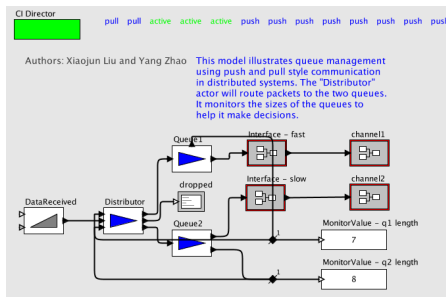 CI Director
pull pull active active active push push push push push push push push
Authors: Xiaojun Liu and Yang Zhao
This model illustrates queue management
using push and pull style communication
in distributed systems. The "Distributor"
actor will route packets to the two queues.
It monitors the sizes of the queues to
help it make decisions.
Queue1
Interface - fast
channel1
dropped
Interface - slow
channel2
DataReceived
Distributor
Queue2
MonitorValue - q1 length
1
7
MonitorValue - q2 length
1
8